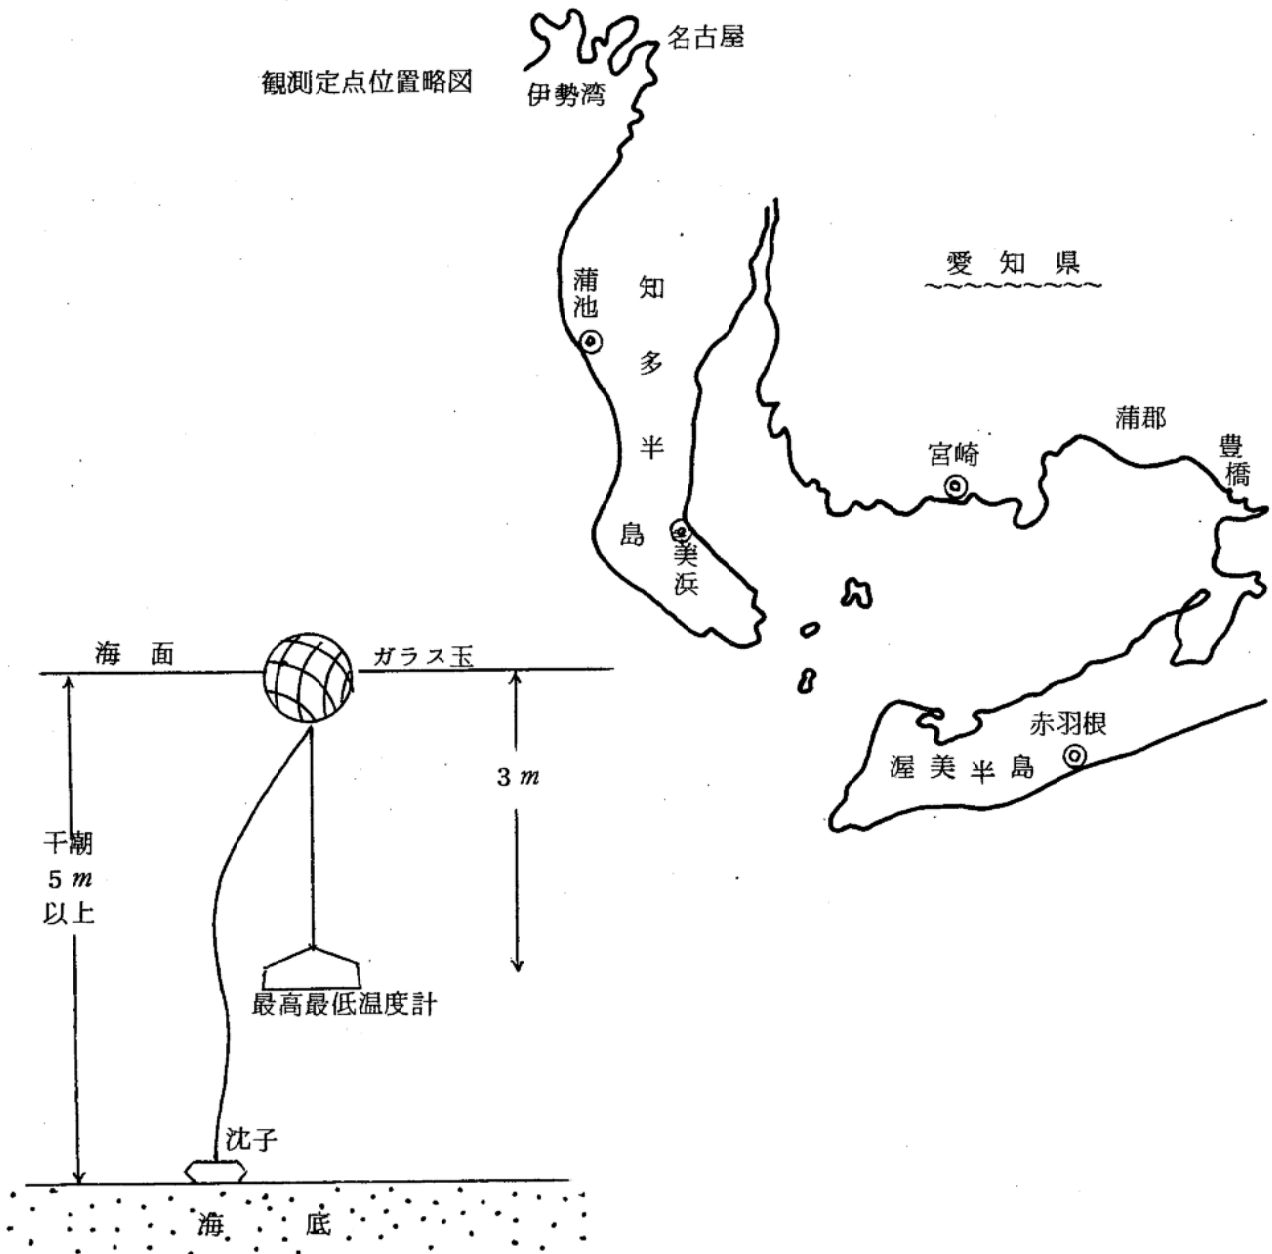 観測定点位置略図
名古屋
伊勢湾
愛知県
蒲池
知多半島
美浜
宮崎
蒲郡
豊橋
赤羽根
渥美半島
海面
ガラス玉
3m
干潮
5m
以上
最高最低温度計
沈子
海底